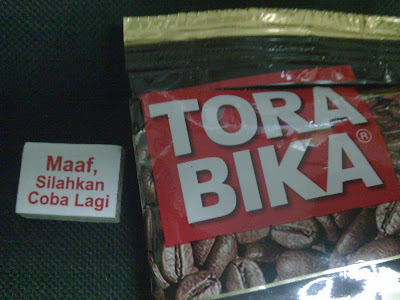 Maaf,
Silahkan
Coba Lagi
TORA
BIKA®